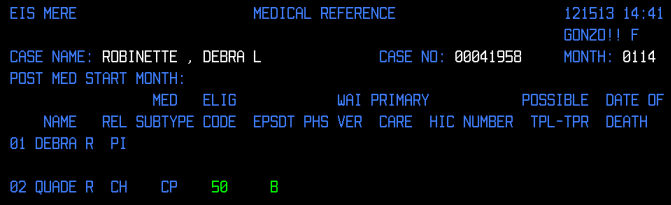 EIS MERE MEDICAL REFERENCE 121513 14:41
GONZO!! F
CASE NAME: ROBINETTE , DEBRA L CASE NO: 00041958 MONTH: 0114
POST MED START MONTH:
MED ELIG WAI PRIMARY POSSIBLE DATE OF
NAME REL SUBTYPE CODE EPSDT PHS VER CARE HIC NUMBER TPL-TPR DEATH
01 DEBRA R PI
02 QUADE R CH CP 50 B